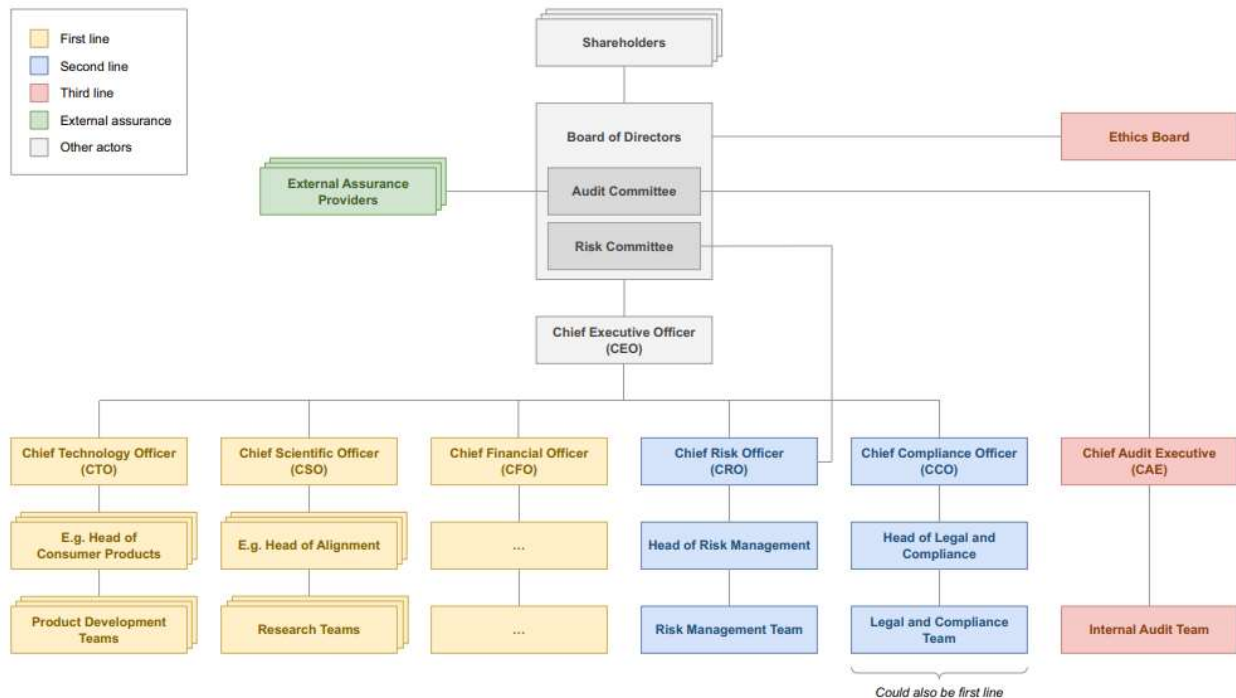 First line
Second line
Third line
External assurance
Other actors
Shareholders
Board of Directors
Ethics Board
External Assurance
Providers
Audit Committee
Risk Committee
Chief Executive Officer
(CEO)
Chief Technology Officer
(CTO)
Chief Scientific Officer
(CSO)
Chief Financial Officer
(CFO)
Chief Risk Officer
(CRO)
Chief Compliance Officer
(CCO)
Chief Audit Executive
(CAE)
E.g. Head of
Consumer Products
E.g. Head of Alignment
...
Head of Risk Management
Head of Legal and
Compliance
Product Development
Teams
Research Teams
...
Risk Management Team
Legal and Compliance
Team
Internal Audit Team
Could also be first line